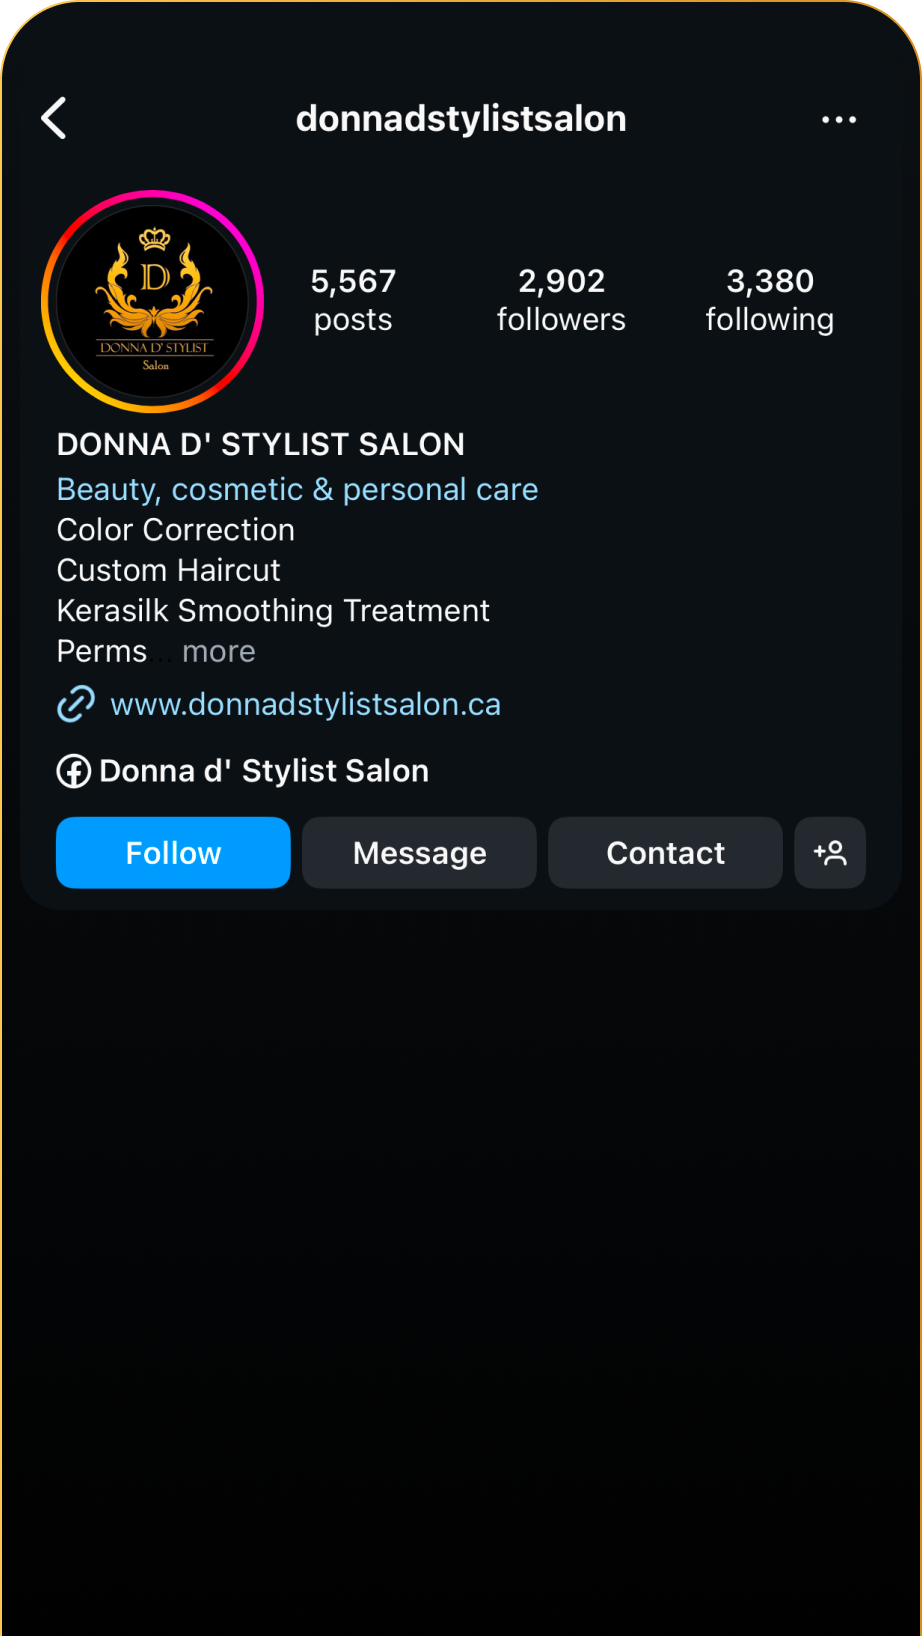 donnadstylistsalon
D
DONNA D' STYLIST
Salon
5,567 posts
2,902 followers
3,380 following
DONNA D' STYLIST SALON
Beauty, cosmetic & personal care
Color Correction
Custom Haircut
Kerasilk Smoothing Treatment
Perms... more
www.donnadstylistsalon.ca
Donna d' Stylist Salon
Follow Message Contact